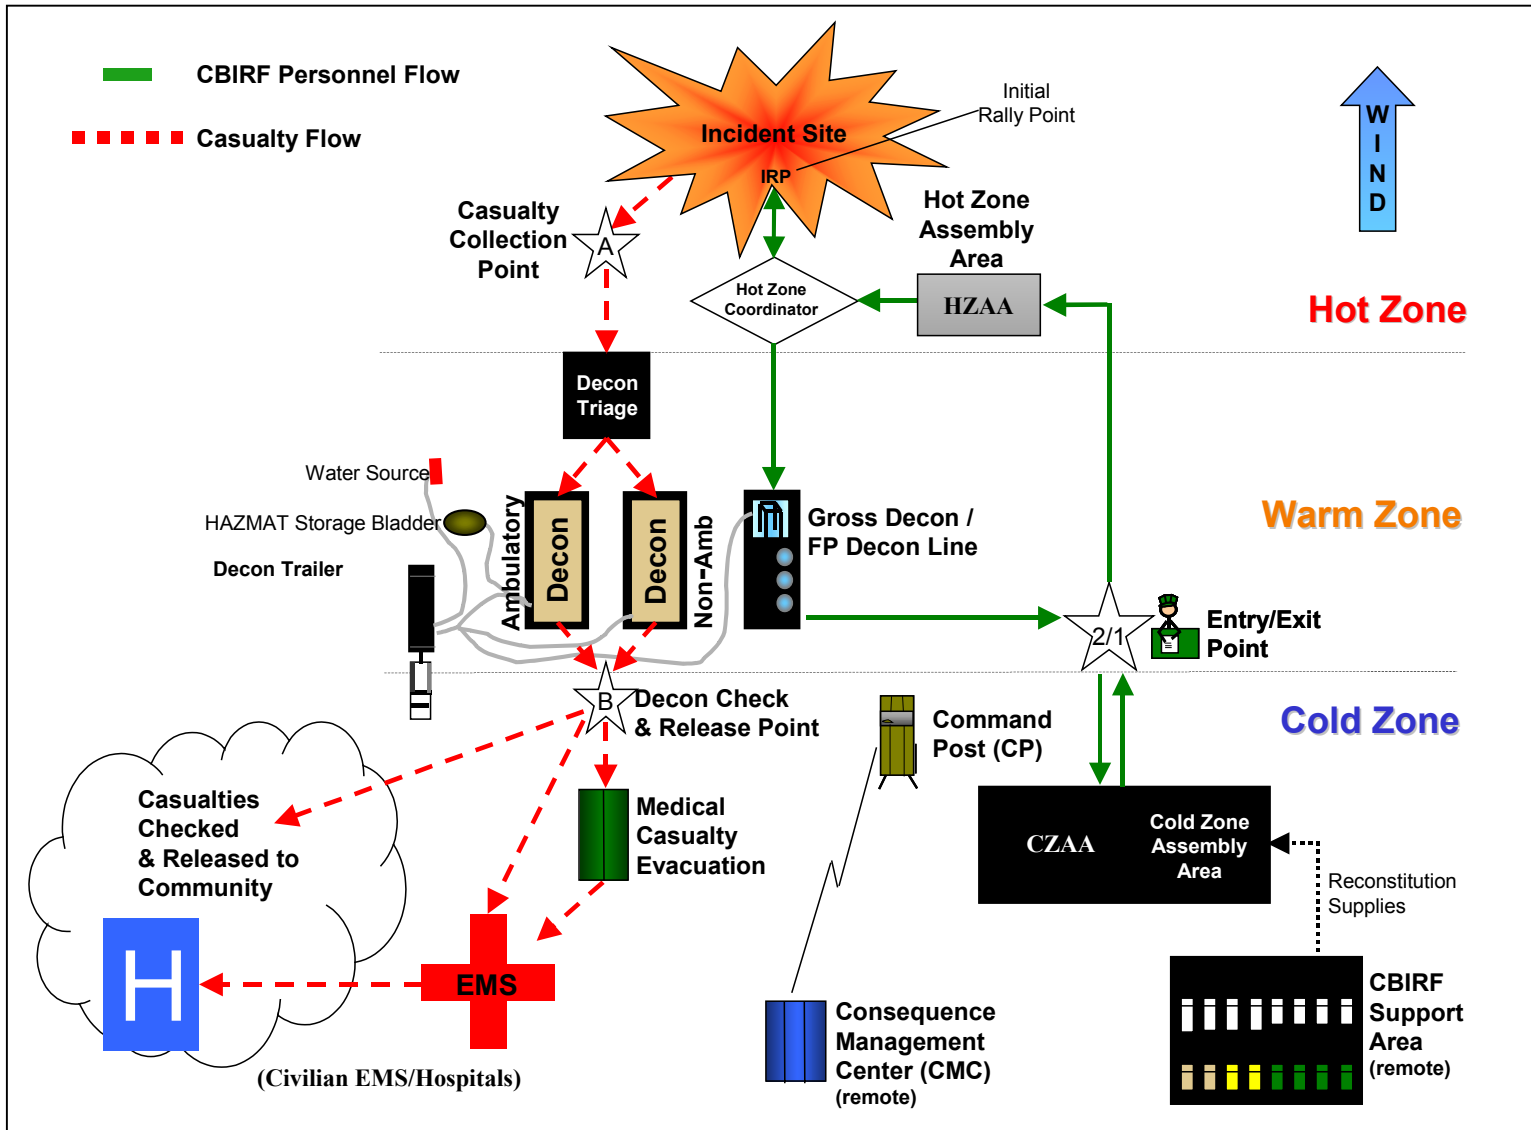 CBIRF Personnel Flow
Casualty Flow
Incident Site
IRP
Initial
Rally Point
W
I
N
D
Casualty
Collection
Point
A
Hot Zone
Assembly
Area
Hot Zone
Coordinator
HZAA
Hot Zone
Decon
Triage
Water Source
HAZMAT Storage Bladder
Decon Trailer
Ambulatory
Decon
Decon
Non-Amb
Gross Decon /
FP Decon Line
Warm Zone
2/1
Entry/Exit
Point
B
Decon Check
& Release Point
Command
Post (CP)
Cold Zone
Casualties
Checked
& Released to
Community
Medical
Casualty
Evacuation
CZAA
Cold Zone
Assembly
Area
Reconstitution
Supplies
H
EMS
(Civilian EMS/Hospitals)
Consequence
Management
Center (CMC)
(remote)
CBIRF
Support
Area
(remote)